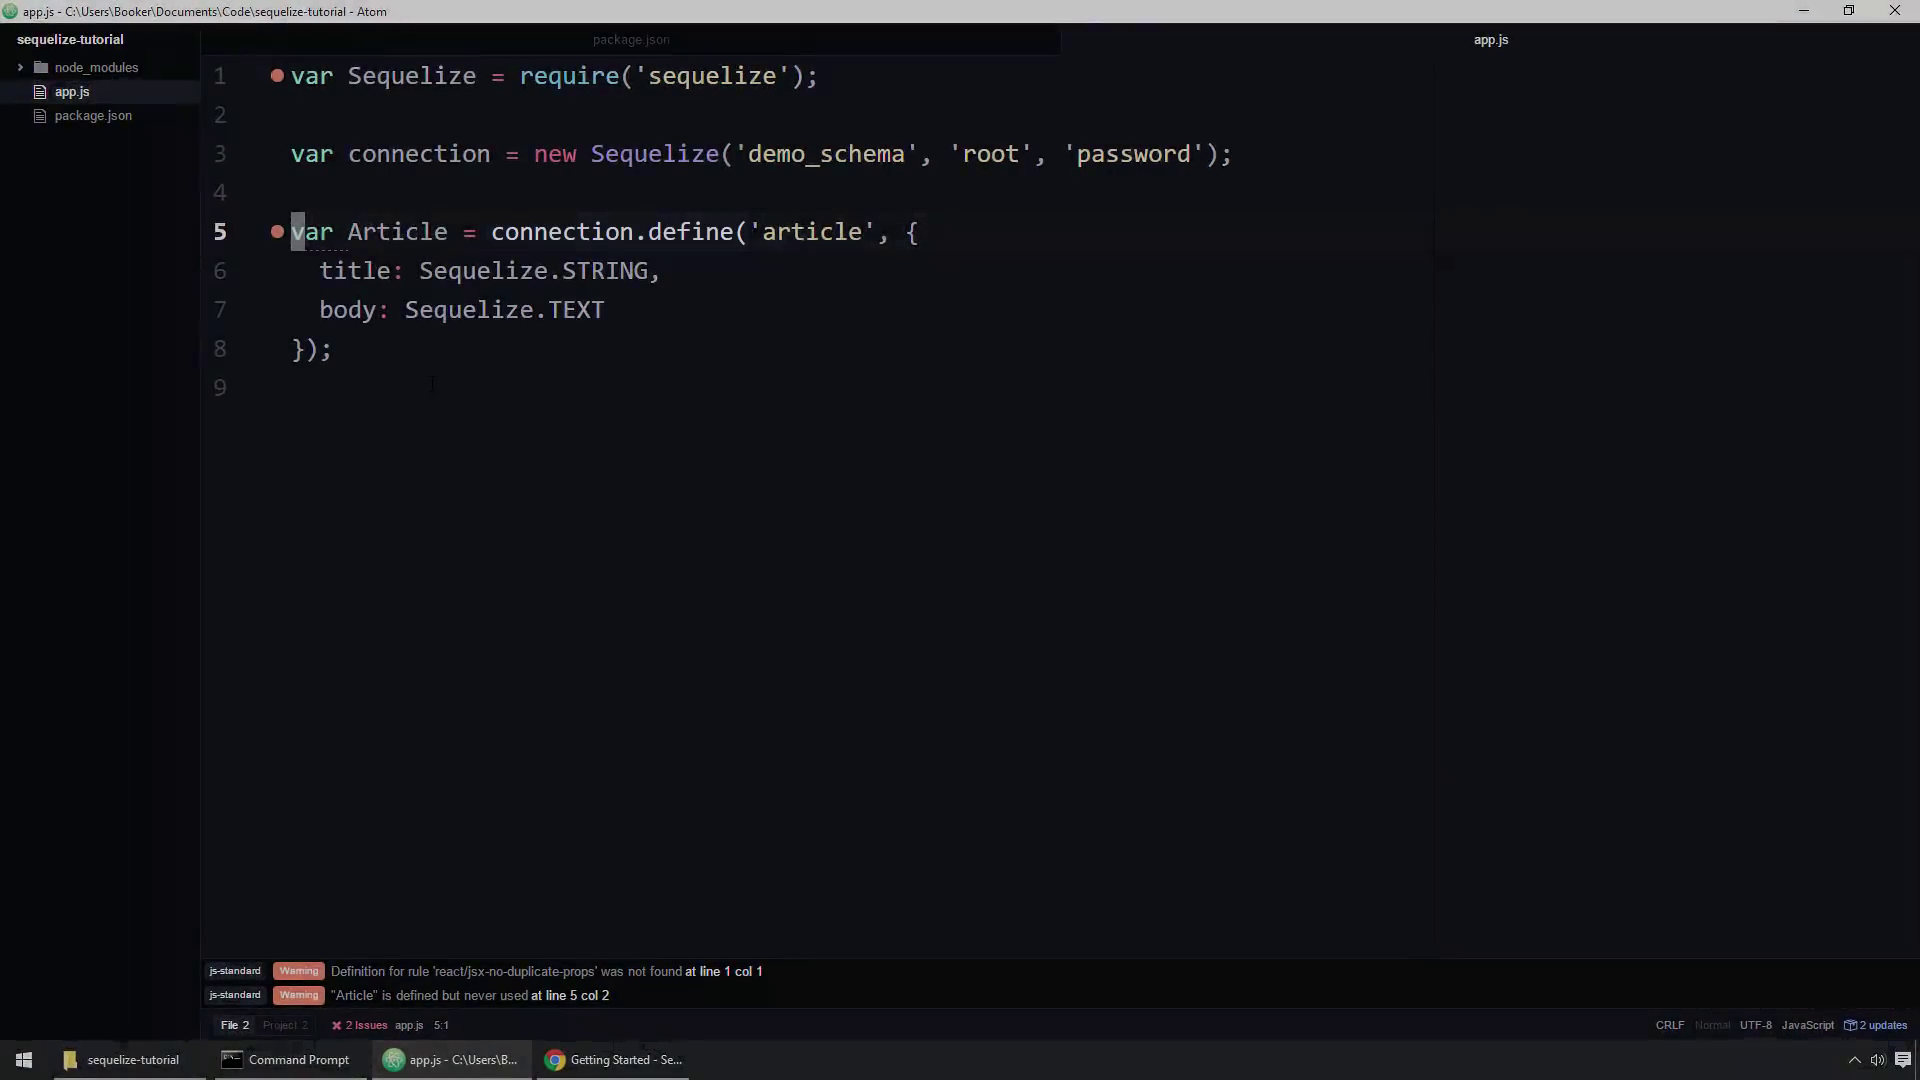 app.js - C:\Users\Booker\Documents\Code\sequelize-tutorial - Atom
sequelize-tutorial
node_modules
app.js
package.json
package.json
app.js
1 var Sequelize = require('sequelize');
2
3 var connection = new Sequelize('demo_schema', 'root', 'password');
4
5 var Article = connection.define('article', {
6 title: Sequelize.STRING,
7 body: Sequelize.TEXT
8 });
9
js-standard Warning Definition for rule 'react/jsx-no-duplicate-props' was not found at line 1 col 1
js-standard Warning "Article" is defined but never used at line 5 col 2
File 2 Project 2 2 Issues app.js 5:1 CRLF Normal UTF-8 JavaScript 2 updates
sequelize-tutorial Command Prompt app.js - C:\Users\B... Getting Started - Se...